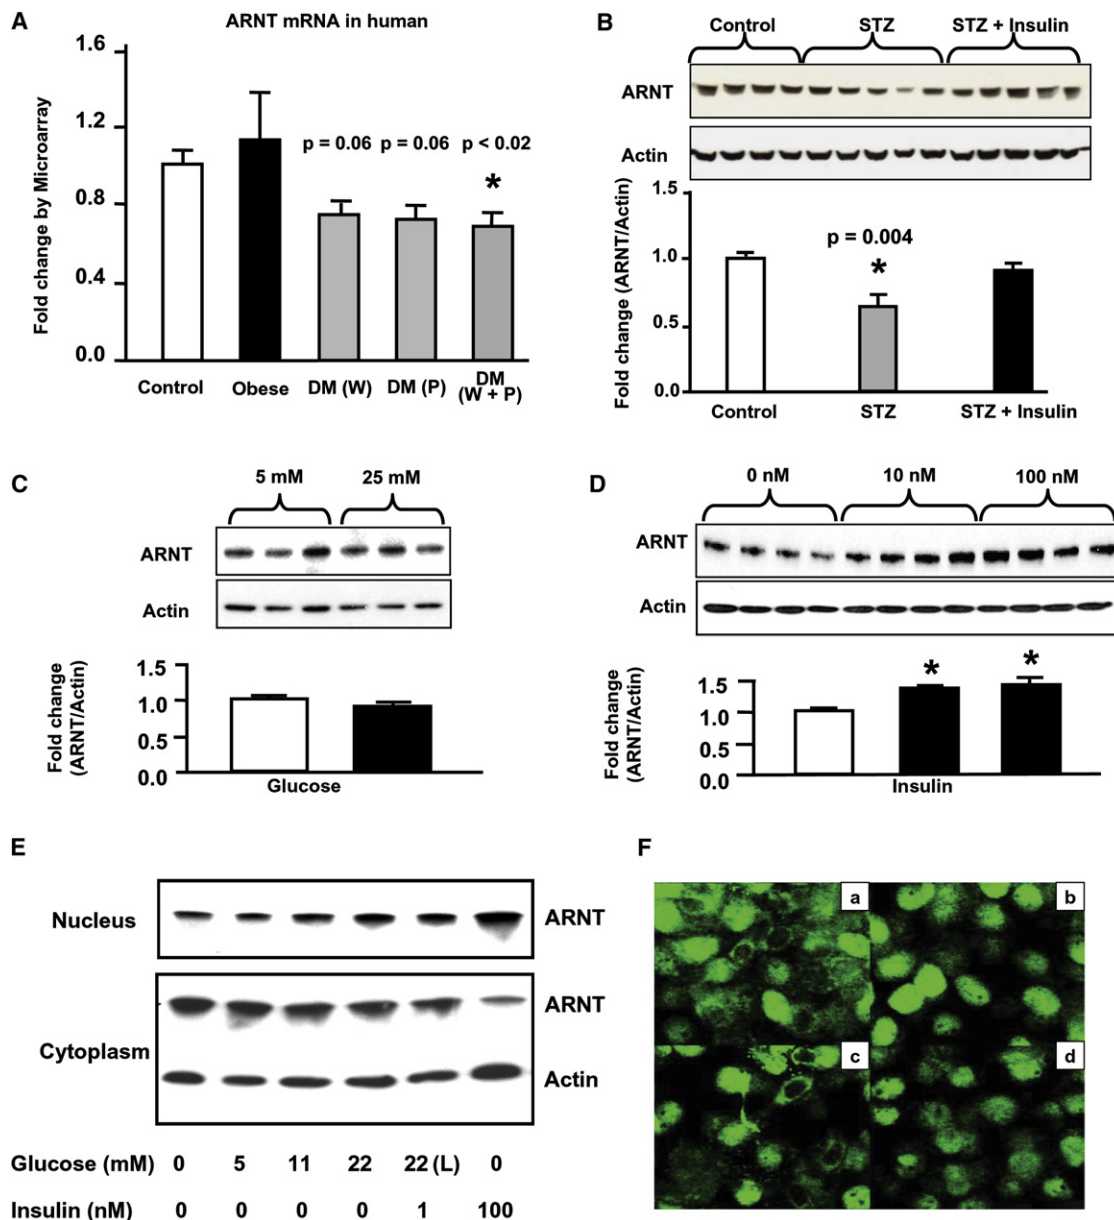 A
ARNT mRNA in human
Fold change by Microarray
1.6
1.2
0.8
0.4
0.0
p = 0.06 p = 0.06 p < 0.02
*
Control Obese DM (W) DM (P) DM (W + P)
B
Control STZ STZ + Insulin
ARNT
Actin
Fold change (ARNT/Actin)
1.5
1.0
0.5
0.0
p = 0.004
*
Control STZ STZ + Insulin
C
5 mM 25 mM
ARNT
Actin
Fold change
(ARNT/Actin)
1.5
1.0
0.5
0.0
Glucose
D
0 nM 10 nM 100 nM
ARNT
Actin
Fold change
(ARNT/Actin)
1.5
1.0
0.5
0.0
* *
Insulin
E
Nucleus ARNT
ARNT
Cytoplasm
Actin
Glucose (mM) 0 5 11 22 22 (L) 0
Insulin (nM) 0 0 0 0 1 100
F
a b
c d